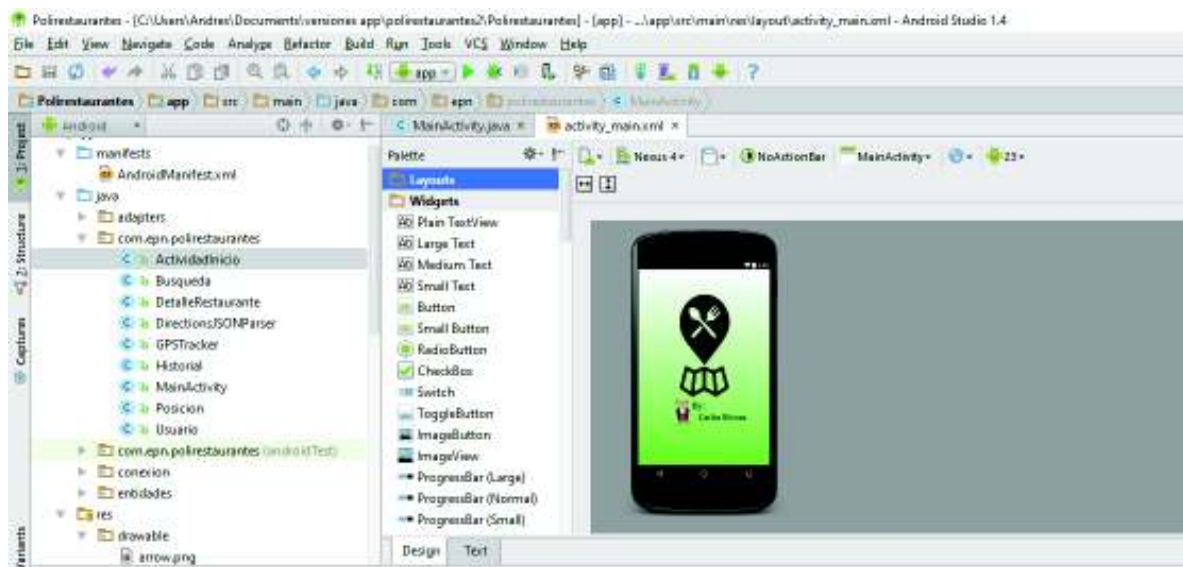 Polirestaurantes - [C:\Users\Andres\Documents\versiones app\polirestaurantes2\Polirestaurantes] - [app] - ...\app\src\main\res\layout\activity_main.xml - Android Studio 1.4
File Edit View Navigate Code Analyze Refactor Build Run Tools VCS Window Help
app
Polirestaurantes app src main java com epn polirestaurantes MainActivity
Android
MainActivity.java activity_main.xml
1: Project
2: Structure
Captures
Variants
manifests
AndroidManifest.xml
java
adapters
com.epn.polirestaurantes
ActividadInicio
Busqueda
DetalleRestaurante
DirectionsJSONParser
GPSTracker
Historial
MainActivity
Posicion
Usuario
com.epn.polirestaurantes (androidTest)
conexion
entidades
res
drawable
arrow.png
Palette
Layouts
Widgets
Plain TextView
Large Text
Medium Text
Small Text
Button
Small Button
RadioButton
CheckBox
Switch
ToggleButton
ImageButton
ImageView
ProgressBar (Large)
ProgressBar (Normal)
ProgressBar (Small)
Design Text
Nexus 4 NoActionBar MainActivity 23
By: